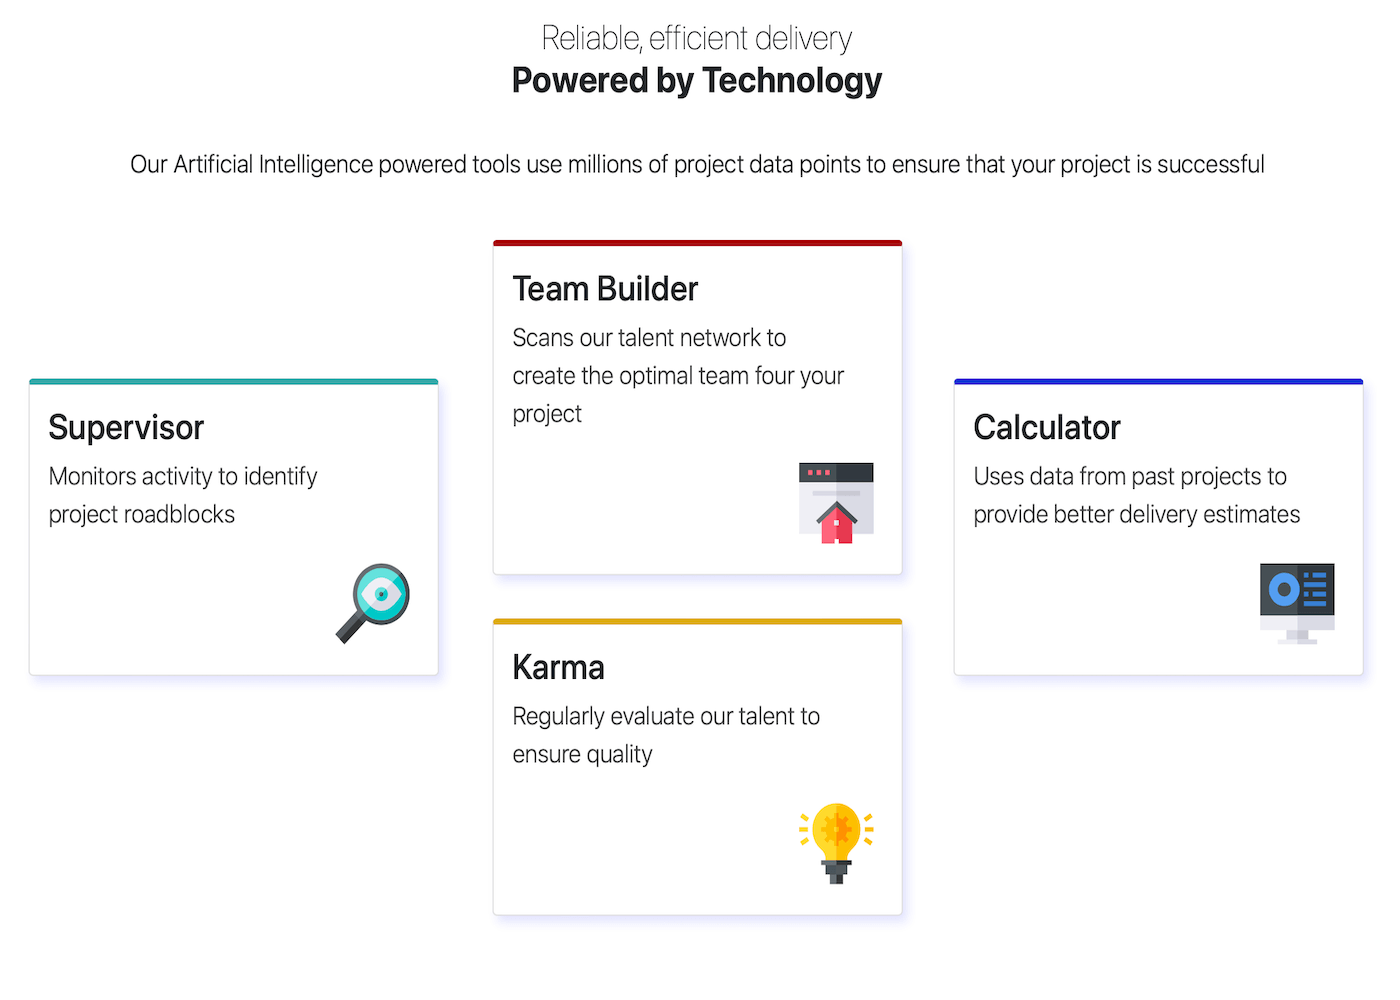 Reliable, efficient delivery
Powered by Technology
Our Artificial Intelligence powered tools use millions of project data points to ensure that your project is successful
Supervisor
Monitors activity to identify
project roadblocks
Team Builder
Scans our talent network to
create the optimal team four your
project
Karma
Regularly evaluate our talent to
ensure quality
Calculator
Uses data from past projects to
provide better delivery estimates